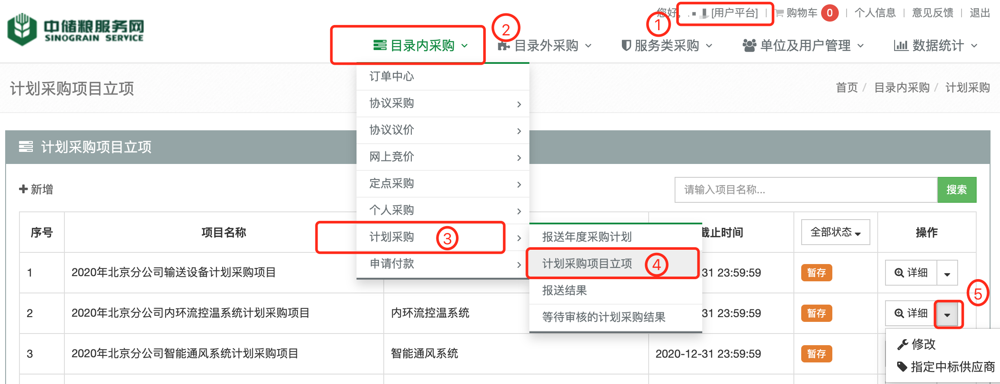 您好, [用户平台] | 购物车 0 | 个人信息 | 意见反馈 | 退出
中储粮服务网
SINOGRAIN SERVICE
① ②
目录内采购 目录外采购 服务类采购 单位及用户管理 数据统计
计划采购项目立项
首页 / 目录内采购 / 计划采购
订单中心
协议采购
协议议价
网上竞价
定点采购
个人采购
计划采购 ③
申请付款
报送年度采购计划
计划采购项目立项 ④
报送结果
等待审核的计划采购结果
计划采购项目立项
新增
请输入项目名称... 搜索
序号 项目名称 截止时间 全部状态 操作
1 2020年北京分公司输送设备计划采购项目 31 23:59:59 暂存 详细
⑤
2 2020年北京分公司内环流控温系统计划采购项目 内环流控温系统 31 23:59:59 暂存 详细
修改
3 2020年北京分公司智能通风系统计划采购项目 智能通风系统 2020-12-31 23:59:59 暂存
指定中标供应商